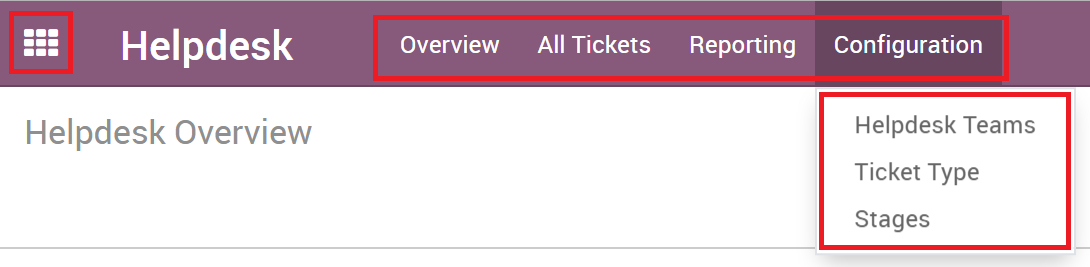 Helpdesk Overview All Tickets Reporting Configuration
Helpdesk Overview
Helpdesk Teams
Ticket Type
Stages